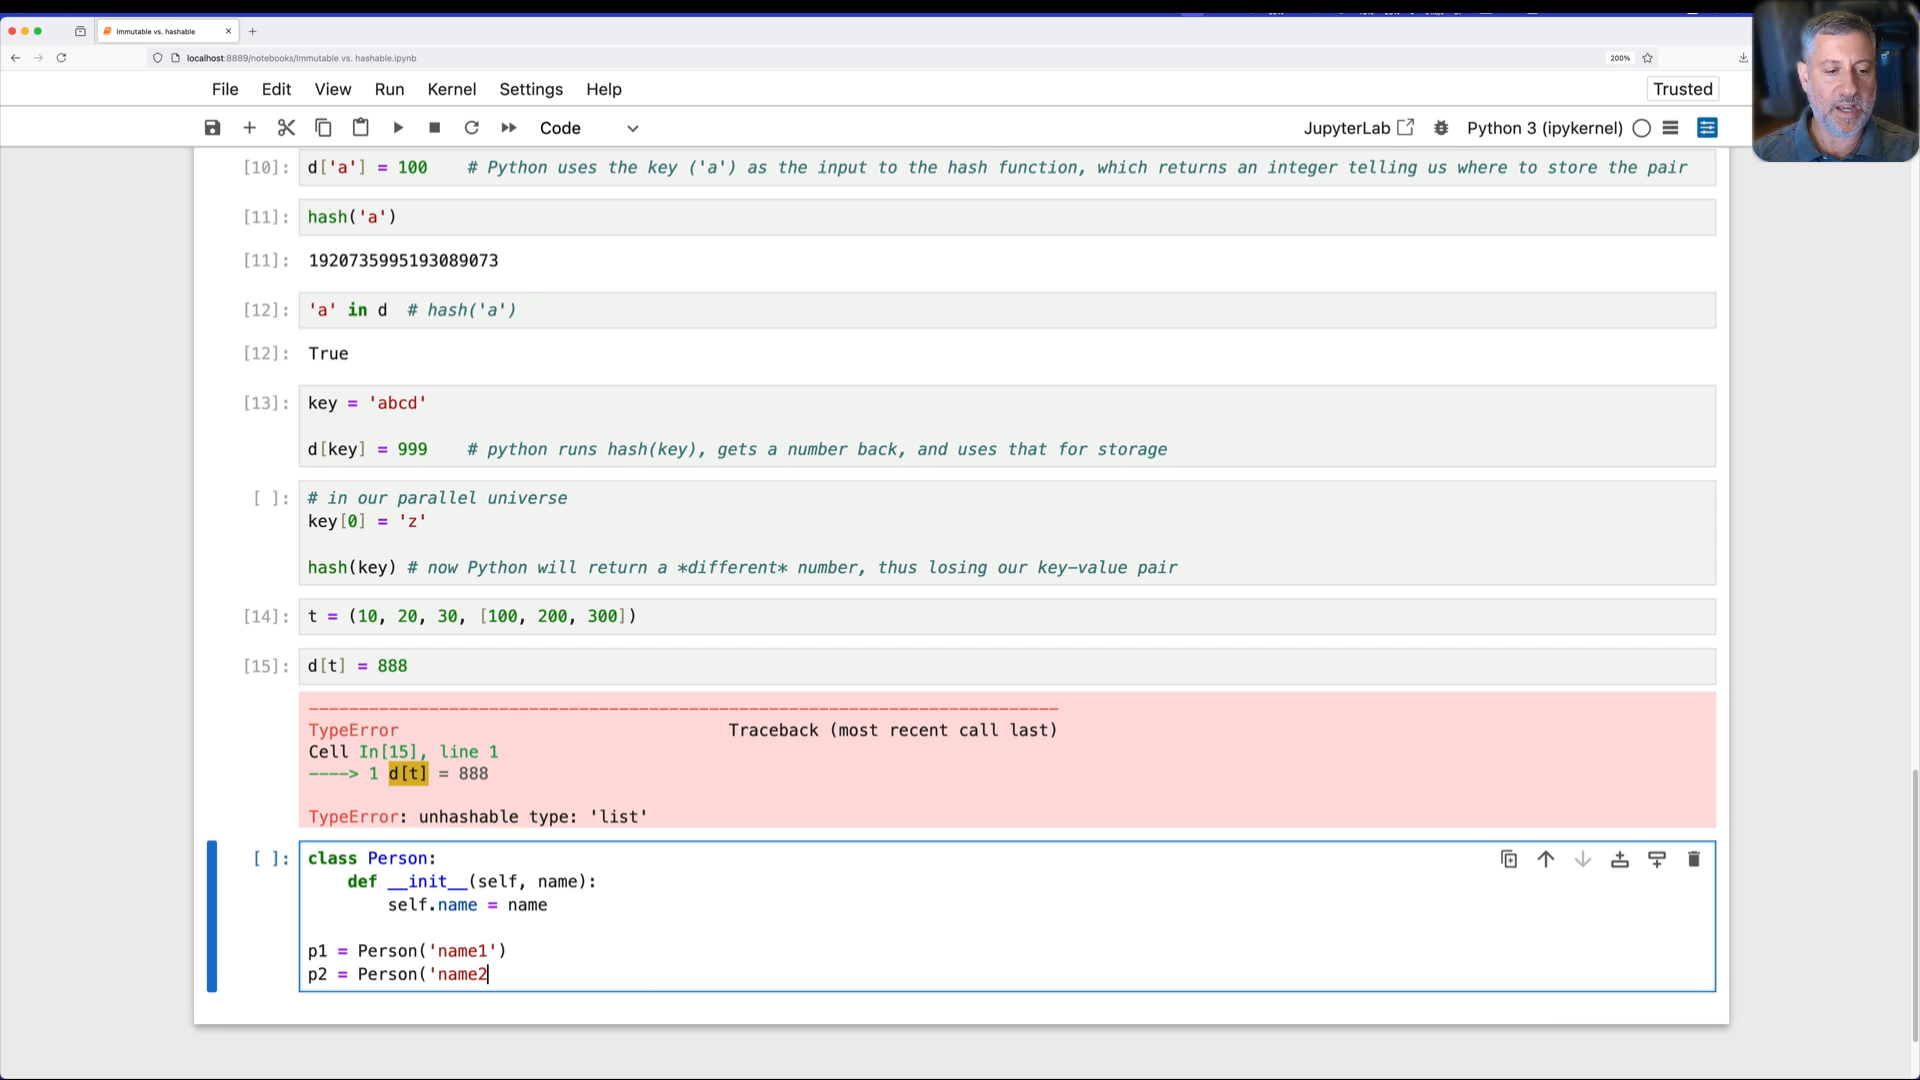 Immutable vs. hashable
localhost:8889/notebooks/Immutable vs. hashable.ipynb
200%
File Edit View Run Kernel Settings Help
Trusted
Code
JupyterLab
Python 3 (ipykernel)
[10]: d['a'] = 100    # Python uses the key ('a') as the input to the hash function, which returns an integer telling us where to store the pair
[11]: hash('a')
[11]: 1920735995193089073
[12]: 'a' in d  # hash('a')
[12]: True
[13]: key = 'abcd'
d[key] = 999    # python runs hash(key), gets a number back, and uses that for storage
[ ]: # in our parallel universe
key[0] = 'z'
hash(key) # now Python will return a *different* number, thus losing our key-value pair
[14]: t = (10, 20, 30, [100, 200, 300])
[15]: d[t] = 888
---------------------------------------------------------------------------
TypeError                                 Traceback (most recent call last)
Cell In[15], line 1
----> 1 d[t] = 888
TypeError: unhashable type: 'list'
[ ]: class Person:
    def __init__(self, name):
        self.name = name
p1 = Person('name1')
p2 = Person('name2